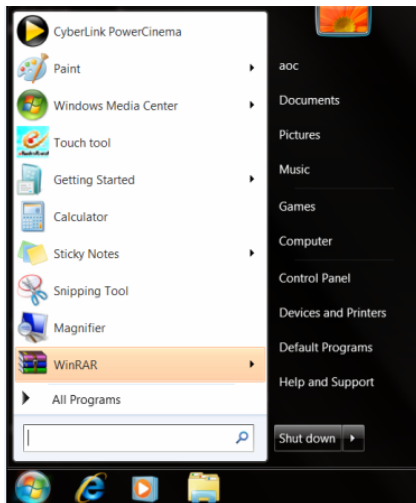 CyberLink PowerCinema
Paint
Windows Media Center
Touch tool
Getting Started
Calculator
Sticky Notes
Snipping Tool
Magnifier
WinRAR
All Programs
aoc
Documents
Pictures
Music
Games
Computer
Control Panel
Devices and Printers
Default Programs
Help and Support
Shut down